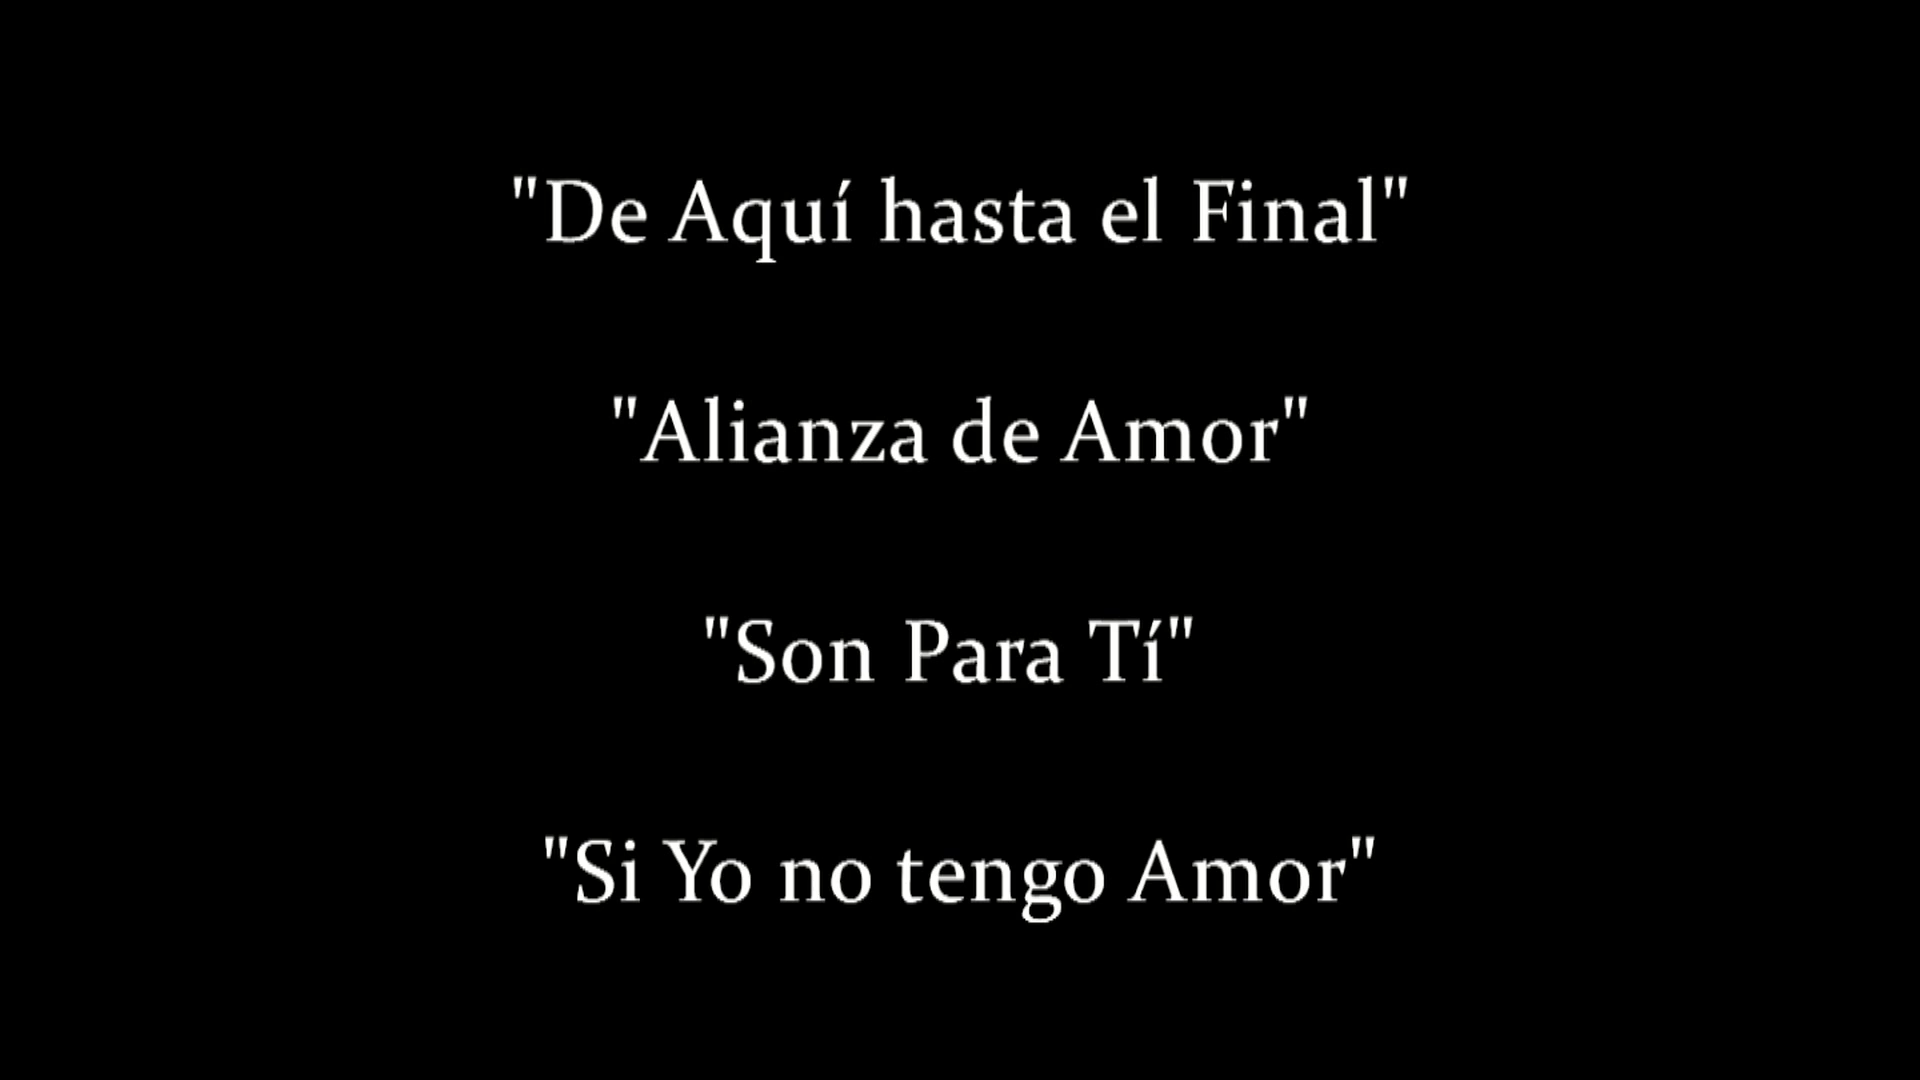 "De Aquí hasta el Final"
"Alianza de Amor"
"Son Para Tí"
"Si Yo no tengo Amor"